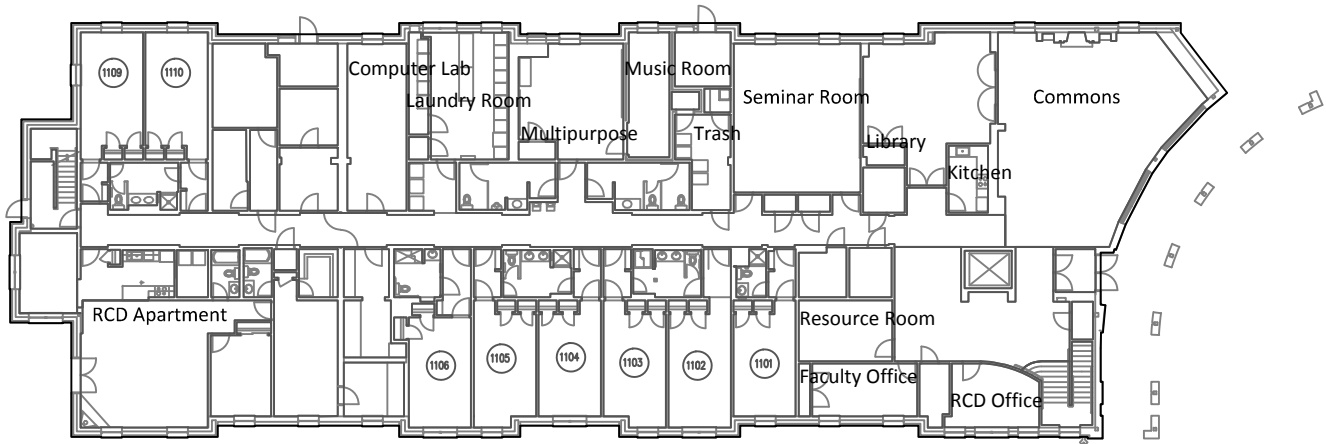 1109
1110
Computer Lab
Laundry Room
Multipurpose
Music Room
Trash
Seminar Room
Library
Kitchen
Commons
RCD Apartment
1106
1105
1104
1103
1102
1101
Resource Room
Faculty Office
RCD Office